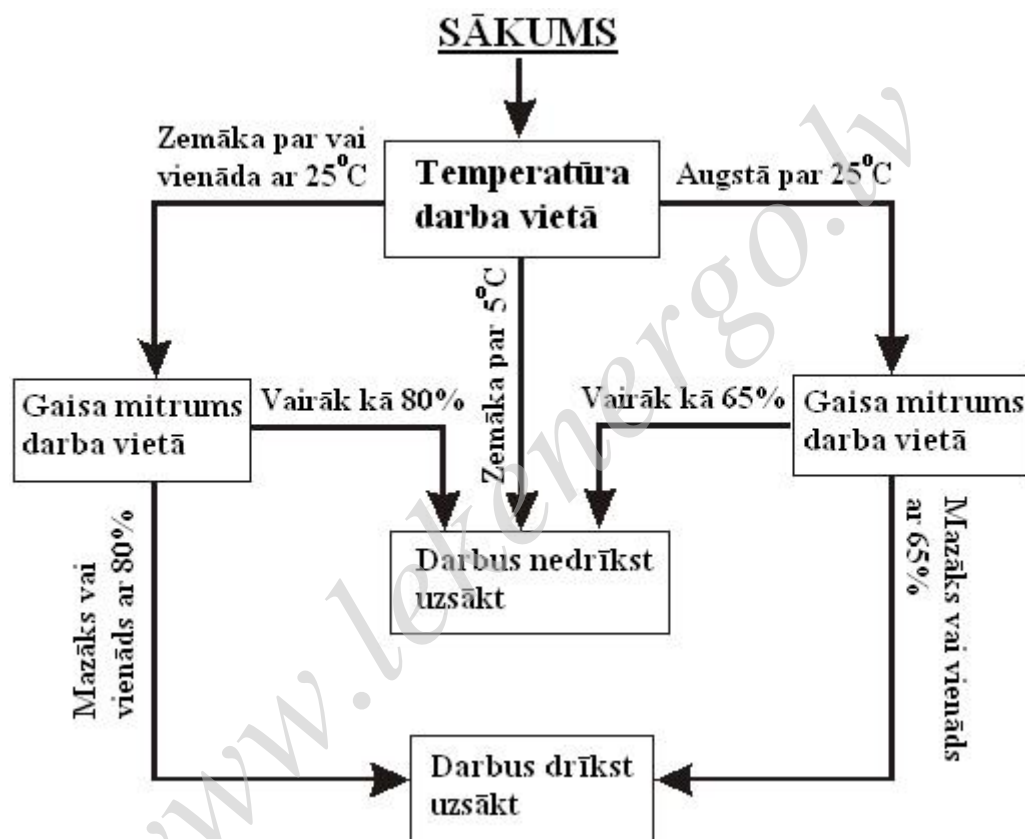 SĀKUMS
Zemāka par vai
vienāda ar 25°C
Temperatūra
darba vietā
Augstā par 25°C
Zemāka par 5°C
Gaisa mitrums
darba vietā
Vairāk kā 80%
Vairāk kā 65%
Gaisa mitrums
darba vietā
Darbus nedrīkst
uzsākt
Mazāks vai
vienāds ar 80%
Mazāks vai vienāds
ar 65%
Darbus drīkst
uzsākt
www.lekenergo.lv